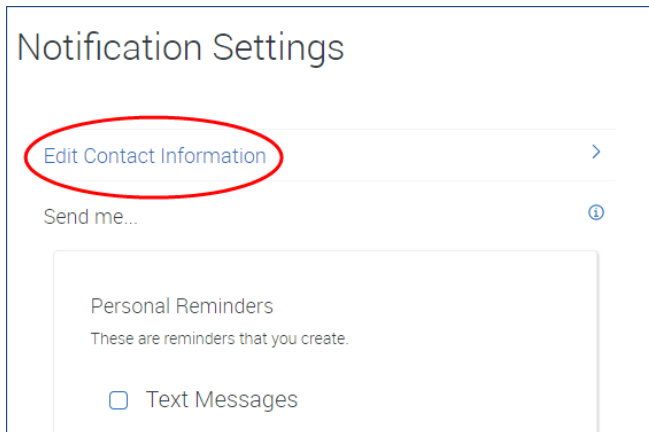 Notification Settings
Edit Contact Information
Send me...
Personal Reminders
These are reminders that you create.
Text Messages